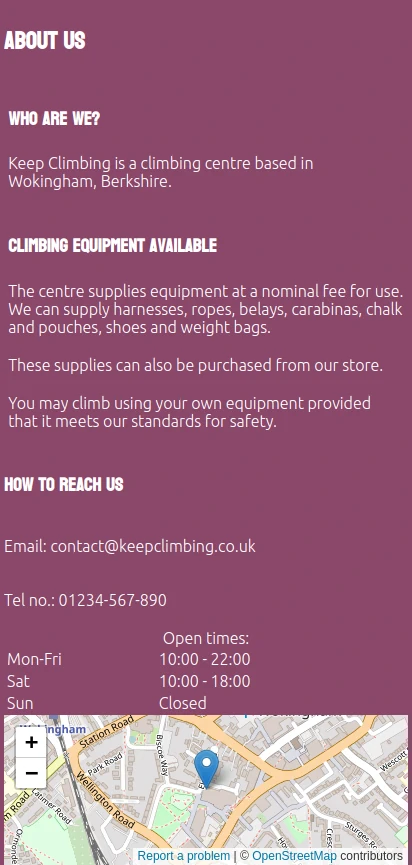 ABOUT US
WHO ARE WE?
Keep Climbing is a climbing centre based in
Wokingham, Berkshire.
CLIMBING EQUIPMENT AVAILABLE
The centre supplies equipment at a nominal fee for use.
We can supply harnesses, ropes, belays, carabinas, chalk
and pouches, shoes and weight bags.
These supplies can also be purchased from our store.
You may climb using your own equipment provided
that it meets our standards for safety.
HOW TO REACH US
Email: contact@keepclimbing.co.uk
Tel no.: 01234-567-890
Open times:
Mon-Fri 10:00 - 22:00
Sat 10:00 - 18:00
Sun Closed
+
−
Station Road
Biscoe Way
Park Road
Wellington Road
Latimer Road
Report a problem | © OpenStreetMap contributors